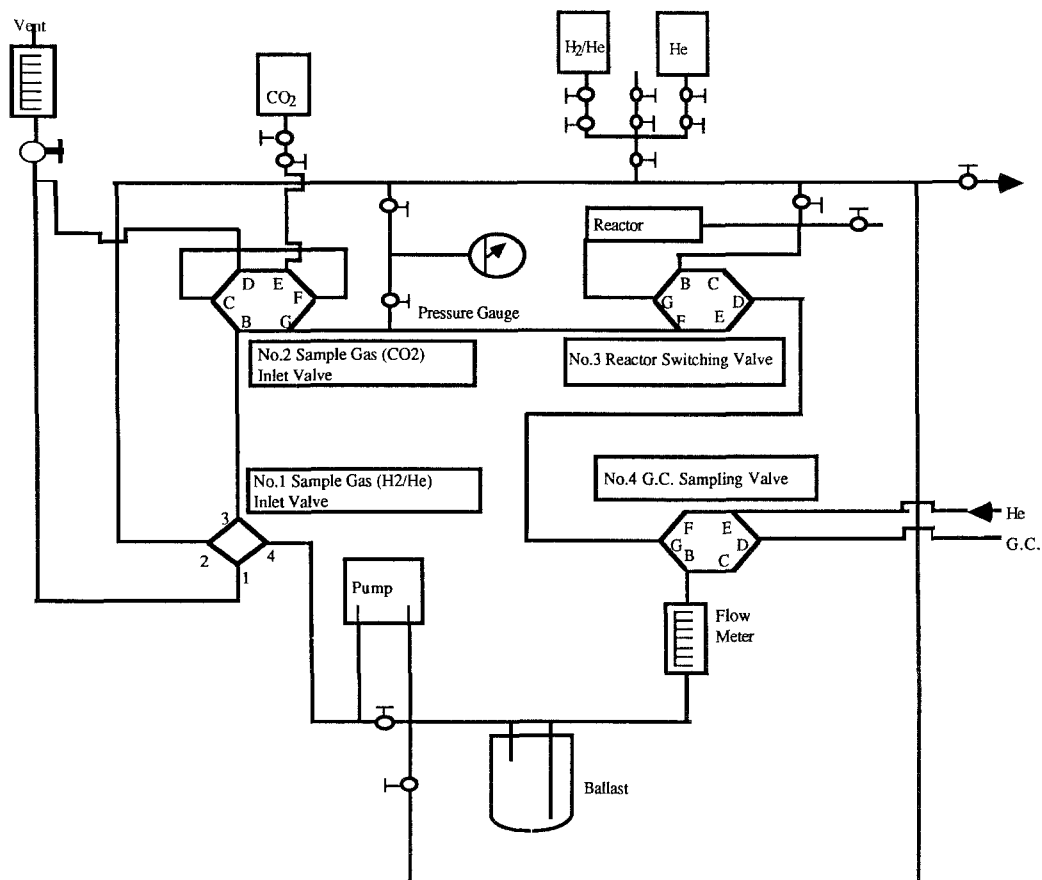 Vent
CO2
H2/He
He
Reactor
D E
C F
B G
Pressure Gauge
B C
G D
F E
No.2 Sample Gas (CO2)
Inlet Valve
No.3 Reactor Switching Valve
No.1 Sample Gas (H2/He)
Inlet Valve
No.4 G.C. Sampling Valve
3
2 4
1
F E
G D
B C
He
G.C.
Pump
Flow
Meter
Ballast